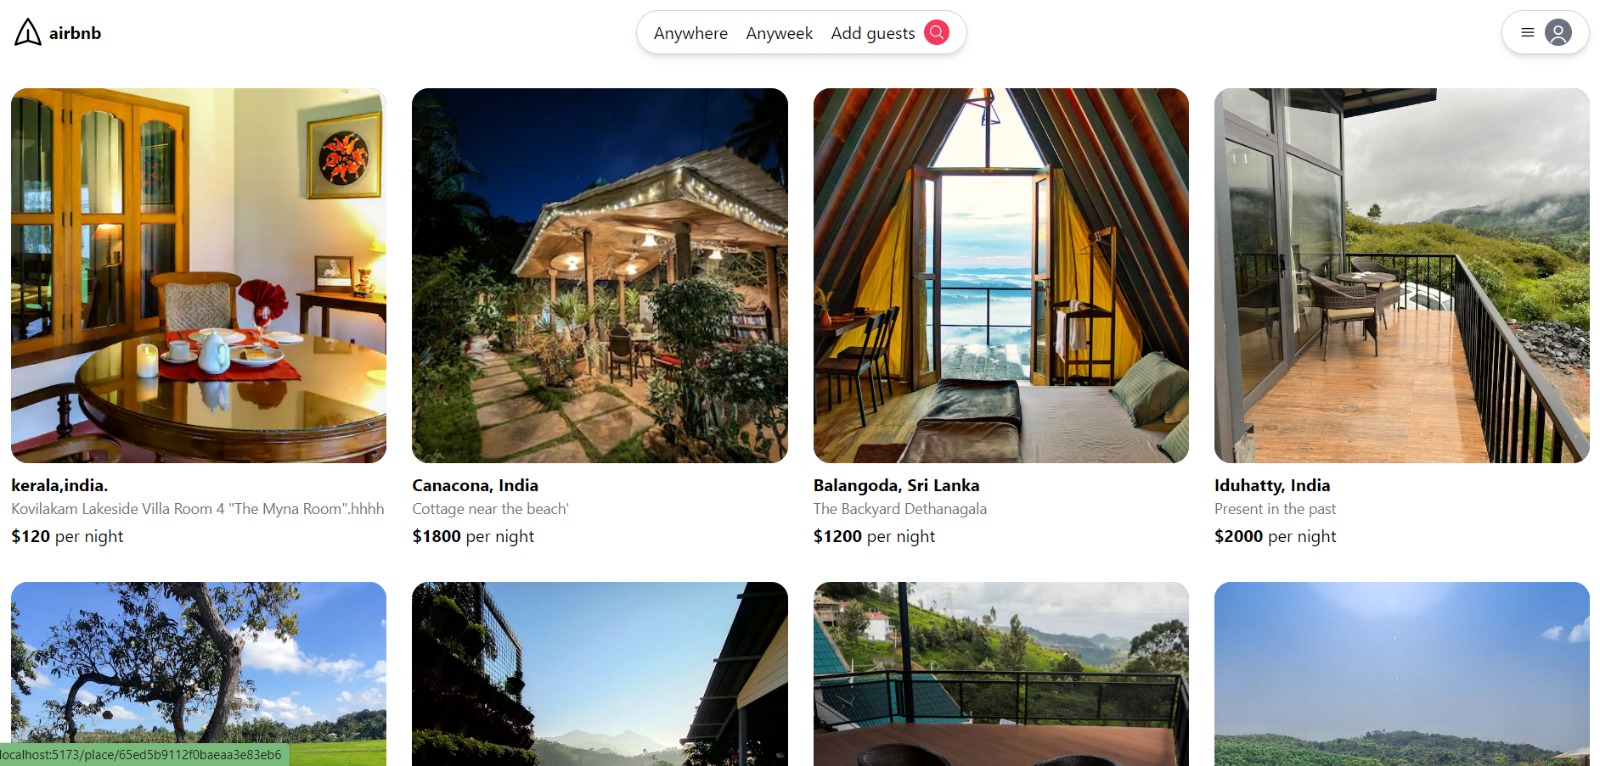 airbnb
Anywhere Anyweek Add guests
kerala,india.
Kovilakam Lakeside Villa Room 4 "The Myna Room".hhhh
$120 per night
Canacona, India
Cottage near the beach'
$1800 per night
Balangoda, Sri Lanka
The Backyard Dethanagala
$1200 per night
Iduhatty, India
Present in the past
$2000 per night
localhost:5173/place/65ed5b9112f0baeaa3e83eb6